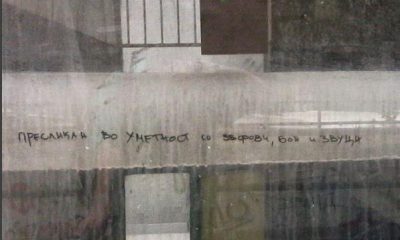 ПРЕСЛИКАН ВО УМЕТНОСТ СО ЗБОРОВИ, БОИ И ЗВУЦИ